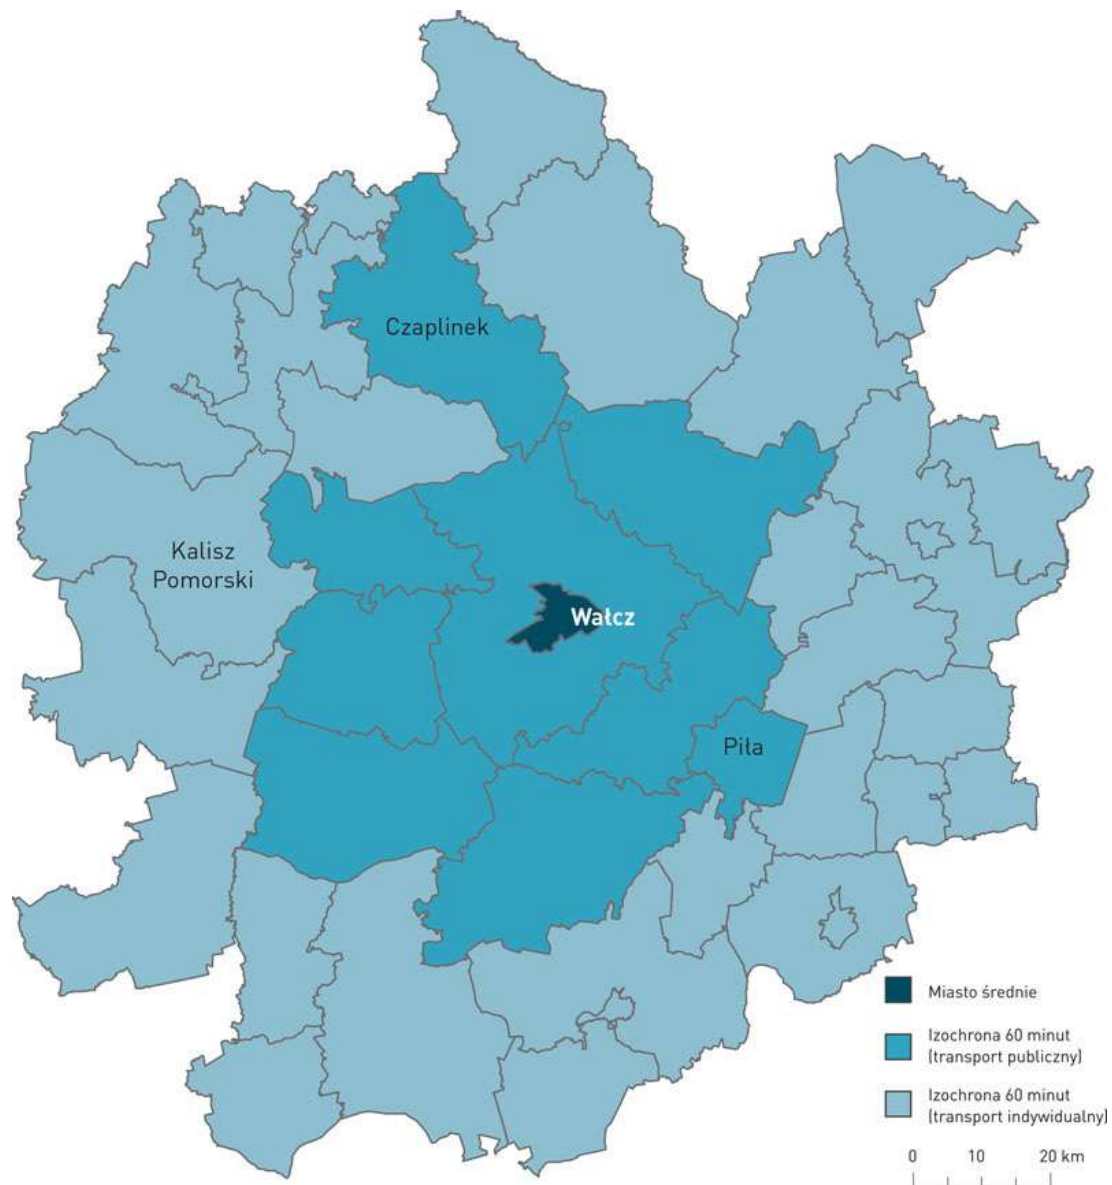 Czaplinek
Kalisz
Pomorski
Wałcz
Piła
Miasto średnie
Izochrona 60 minut
(transport publiczny)
Izochrona 60 minut
(transport indywidualny)
0 10 20 km